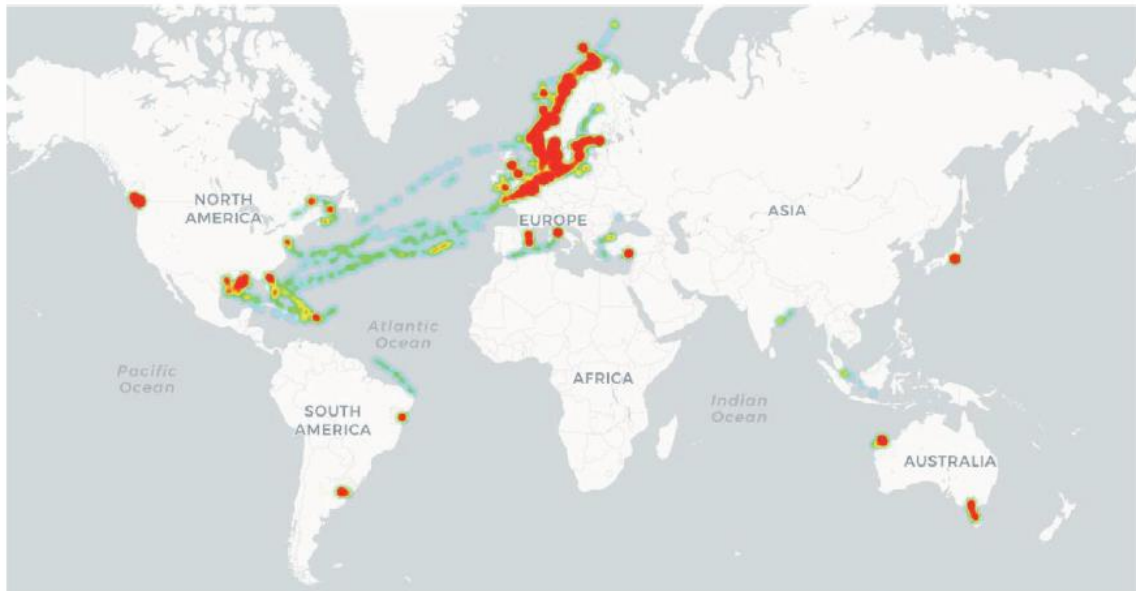 NORTH
AMERICA
EUROPE
ASIA
Atlantic
Ocean
Pacific
Ocean
AFRICA
Indian
Ocean
SOUTH
AMERICA
AUSTRALIA